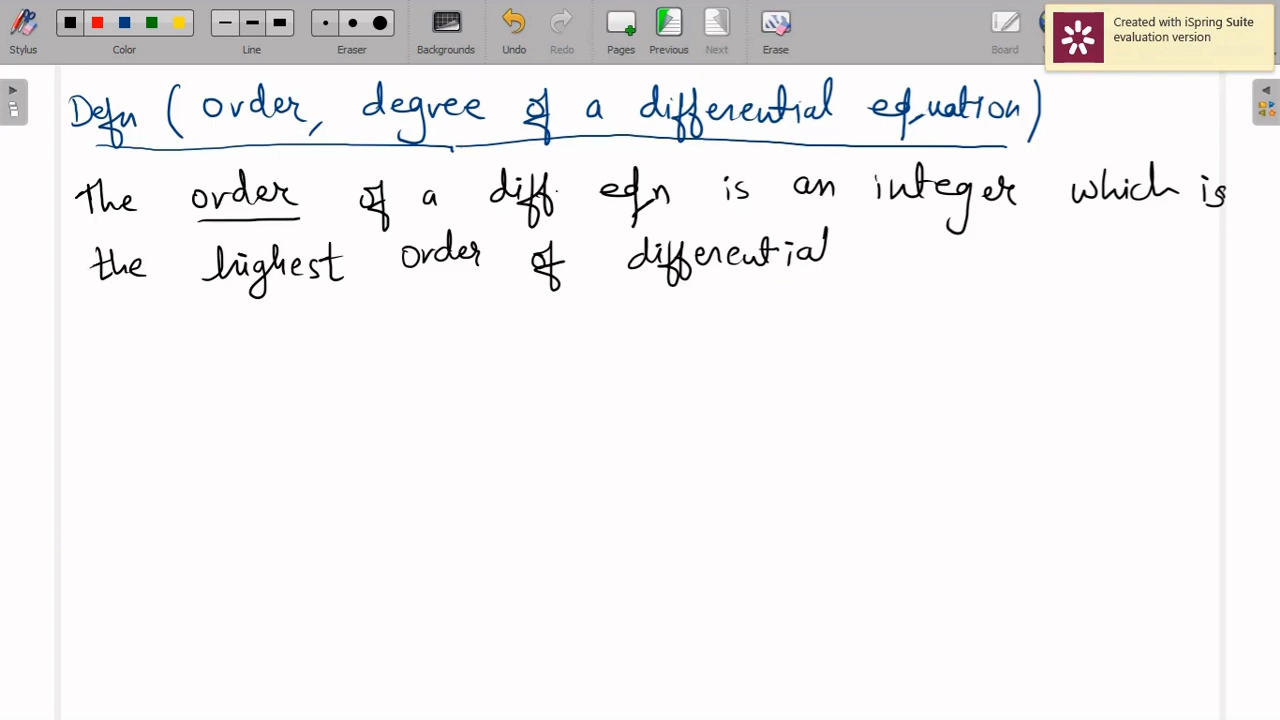 Stylus Color Line Eraser Backgrounds Undo Redo Pages Previous Next Erase Board
Created with iSpring Suite
evaluation version
Defn (order, degree of a differential equation)
The order of a diff. eqn is an integer which is
the highest order of differential